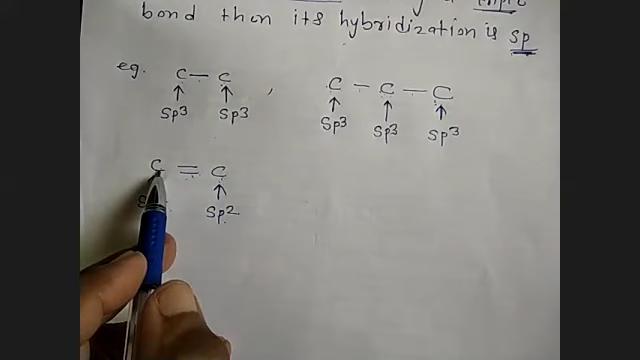 bond then its hybridization is sp
eg. C — C , C — C — C
Sp3 Sp3 Sp3 Sp3 Sp3
C = C
Sp2